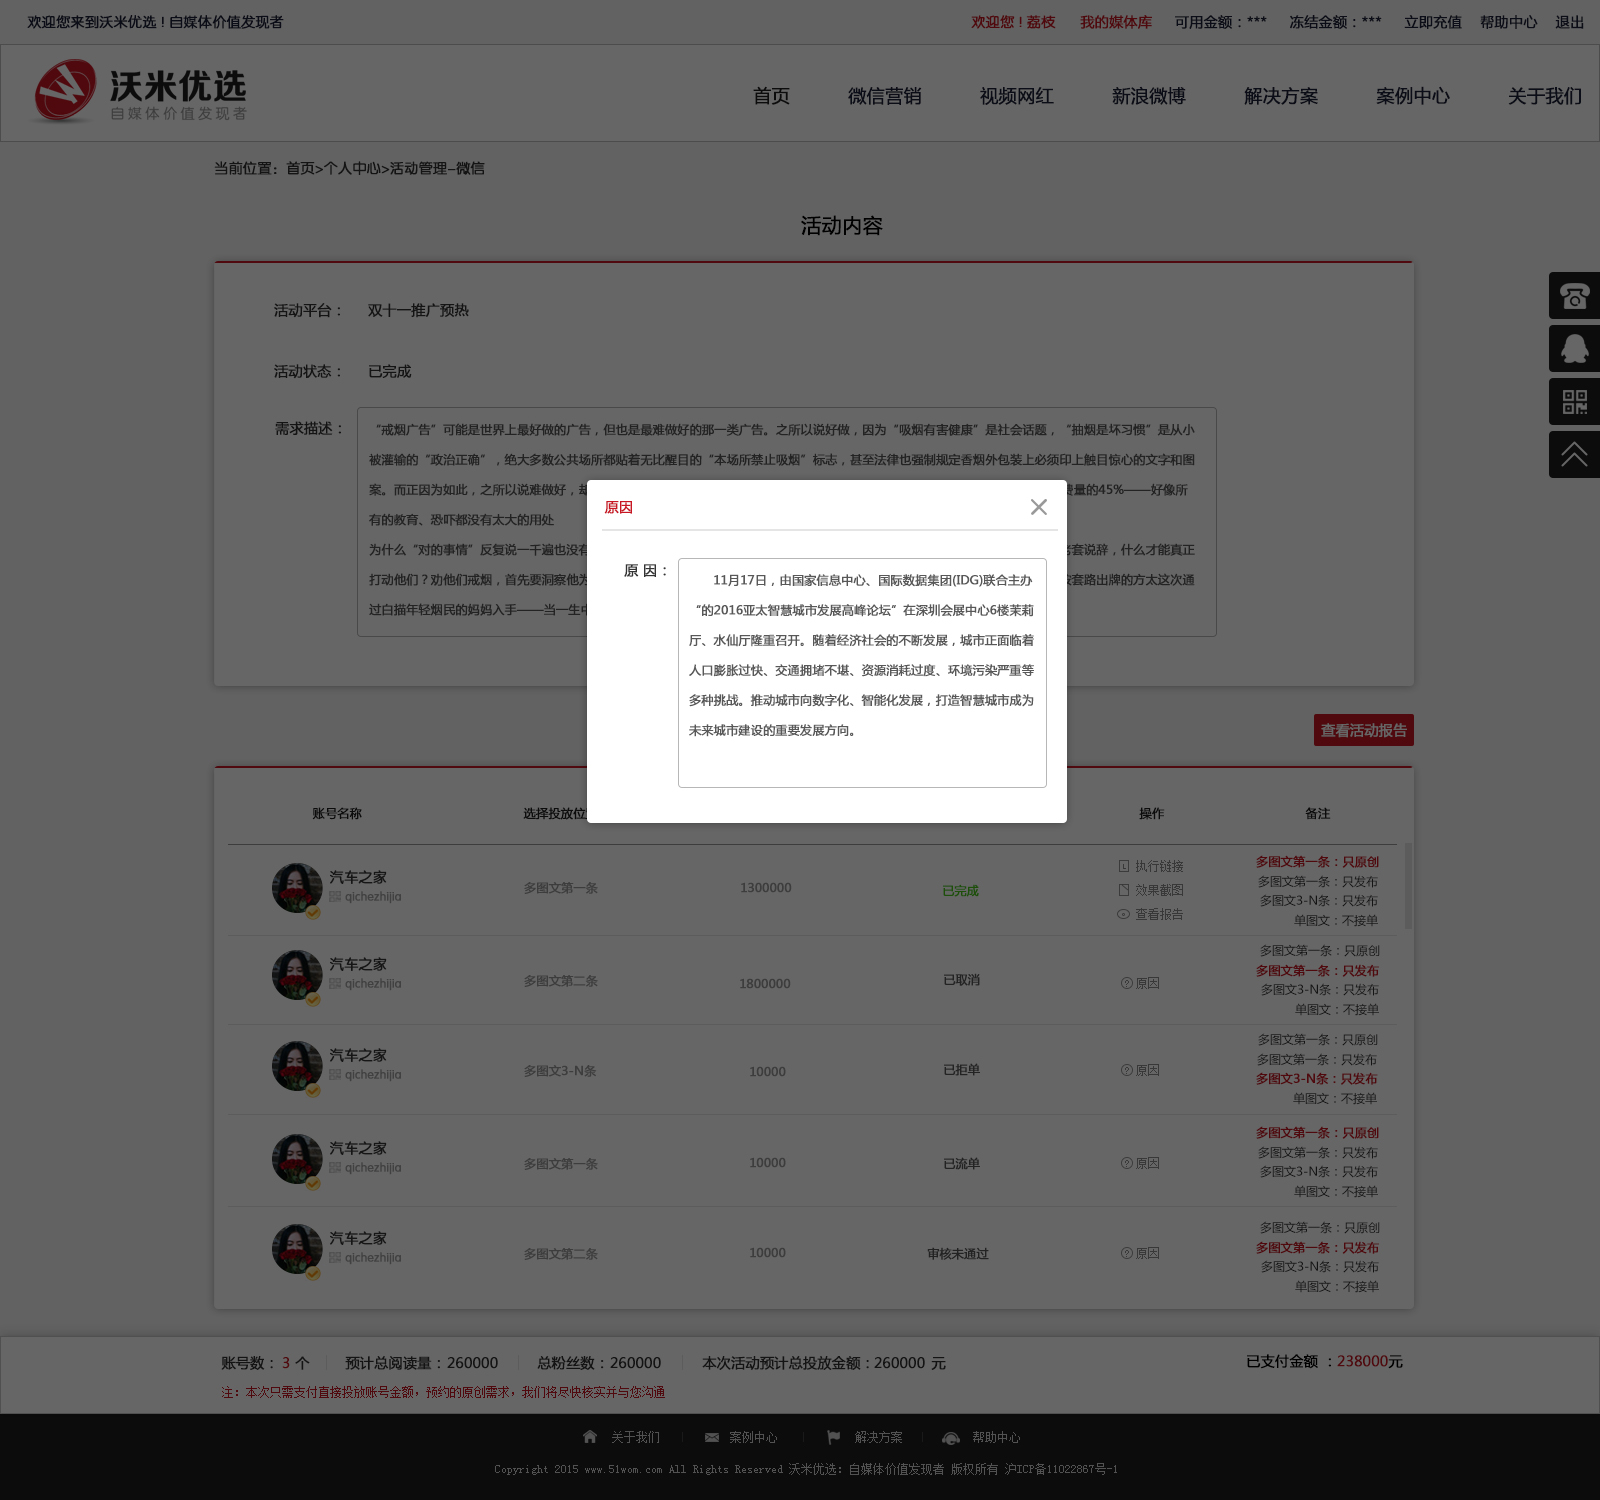 欢迎您来到沃米优选！自媒体价值发现者
欢迎您！荔枝 我的媒体库 可用金额：*** 冻结金额：*** 立即充值 帮助中心 退出
沃米优选
自媒体价值发现者
首页 微信营销 视频网红 新浪微博 解决方案 案例中心 关于我们
当前位置：首页>个人中心>活动管理-微信
活动内容
活动平台： 双十一推广预热
活动状态： 已完成
需求描述：
“戒烟广告”可能是世界上最好做的广告，但也是最难做好的那一类广告。之所以说好做，因为“吸烟有害健康”是社会话题，“抽烟是坏习惯”是从小
被灌输的“政治正确”，绝大多数公共场所都贴着无比醒目的“本场所禁止吸烟”标志，甚至法律也强制规定香烟外包装上必须印上触目惊心的文字和图
案。而正因为如此，之所以说难做好， 量的45%——好像所
有的教育、恐吓都没有太大的用处
为什么“对的事情”反复说一千遍也没 套说辞，什么才能真正
打动他们？劝他们戒烟，首先要洞察他 套路出牌的方太这次通
过白描年轻烟民的妈妈入手——当一生
原因
原 因：
11月17日，由国家信息中心、国际数据集团(IDG)联合主办
“的2016亚太智慧城市发展高峰论坛”在深圳会展中心6楼茉莉
厅、水仙厅隆重召开。随着经济社会的不断发展，城市正面临着
人口膨胀过快、交通拥堵不堪、资源消耗过度、环境污染严重等
多种挑战。推动城市向数字化、智能化发展，打造智慧城市成为
未来城市建设的重要发展方向。
查看活动报告
账号名称 选择投放位 操作 备注
汽车之家
qichezhijia
多图文第一条 1300000 已完成
执行链接
效果截图
查看报告
多图文第一条：只原创
多图文第一条：只发布
多图文3-N条：只发布
单图文：不接单
汽车之家
qichezhijia
多图文第二条 1800000 已取消 原因
多图文第一条：只原创
多图文第一条：只发布
多图文3-N条：只发布
单图文：不接单
汽车之家
qichezhijia
多图文3-N条 10000 已拒单 原因
多图文第一条：只原创
多图文第一条：只发布
多图文3-N条：只发布
单图文：不接单
汽车之家
qichezhijia
多图文第一条 10000 已流单 原因
多图文第一条：只原创
多图文第一条：只发布
多图文3-N条：只发布
单图文：不接单
汽车之家
qichezhijia
多图文第二条 10000 审核未通过 原因
多图文第一条：只原创
多图文第一条：只发布
多图文3-N条：只发布
单图文：不接单
账号数：3 个 预计总阅读量：260000 总粉丝数：260000 本次活动预计总投放金额：260000 元 已支付金额 ：238000元
注：本次只需支付直接投放账号金额，预约的原创需求，我们将尽快核实并与您沟通
关于我们 案例中心 解决方案 帮助中心
Copyright 2015 www.51wom.com All Rights Reserved 沃米优选：自媒体价值发现者 版权所有 沪ICP备11022867号-1